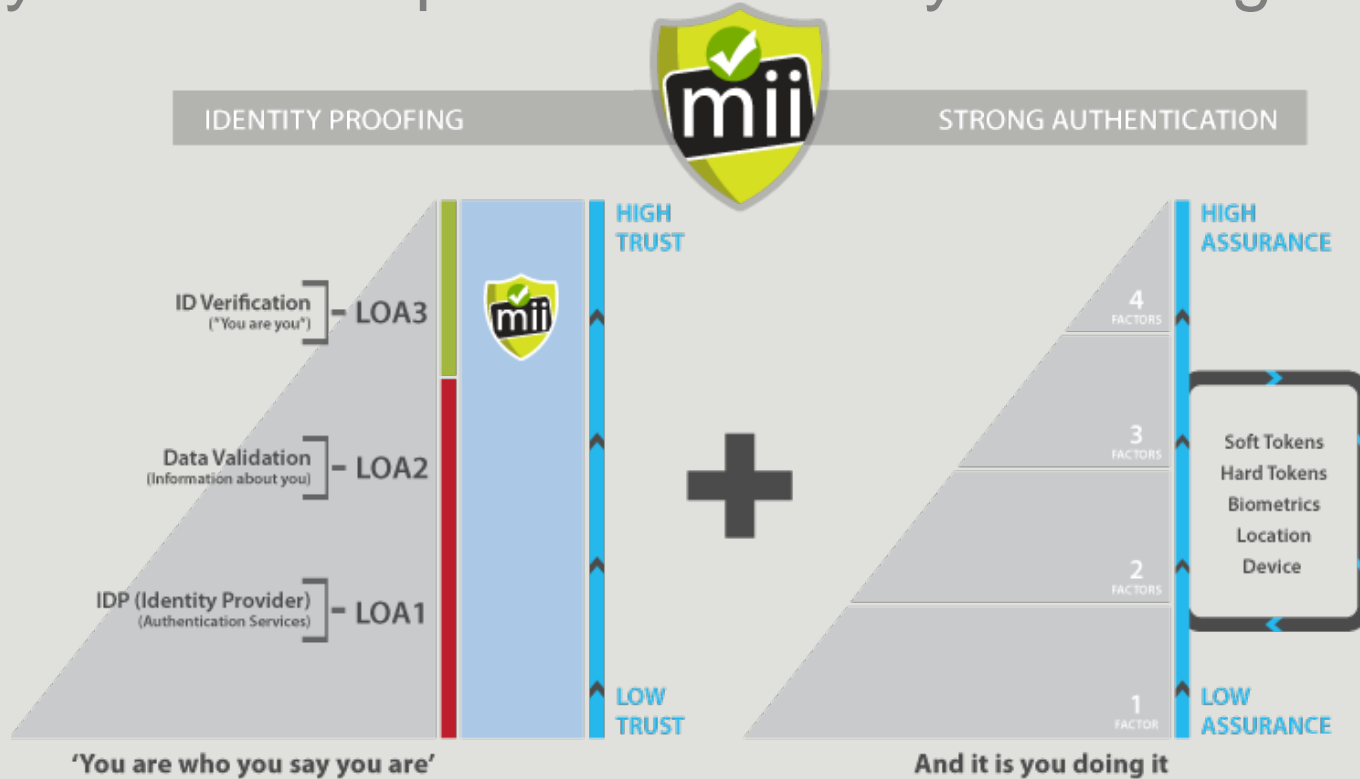 mii
IDENTITY PROOFING
STRONG AUTHENTICATION
HIGH
TRUST
ID Verification
("You are you")
LOA3
mii
Data Validation
(Information about you)
LOA2
IDP (Identity Provider)
(Authentication Services)
LOA1
LOW
TRUST
'You are who you say you are'
HIGH
ASSURANCE
4
FACTORS
3
FACTORS
2
FACTORS
1
FACTOR
Soft Tokens
Hard Tokens
Biometrics
Location
Device
LOW
ASSURANCE
And it is you doing it